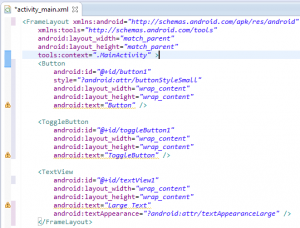 *activity_main.xml
<FrameLayout xmlns:android="http://schemas.android.com/apk/res/android"
xmlns:tools="http://schemas.android.com/tools"
android:layout_width="match_parent"
android:layout_height="match_parent"
tools:context=".MainActivity" >
<Button
android:id="@+id/button1"
style="?android:attr/buttonStyleSmall"
android:layout_width="wrap_content"
android:layout_height="wrap_content"
android:text="Button" />
<ToggleButton
android:id="@+id/toggleButton1"
android:layout_width="wrap_content"
android:layout_height="wrap_content"
android:text="ToggleButton" />
<TextView
android:id="@+id/textView1"
android:layout_width="wrap_content"
android:layout_height="wrap_content"
android:text="Large Text"
android:textAppearance="?android:attr/textAppearanceLarge" />
</FrameLayout>